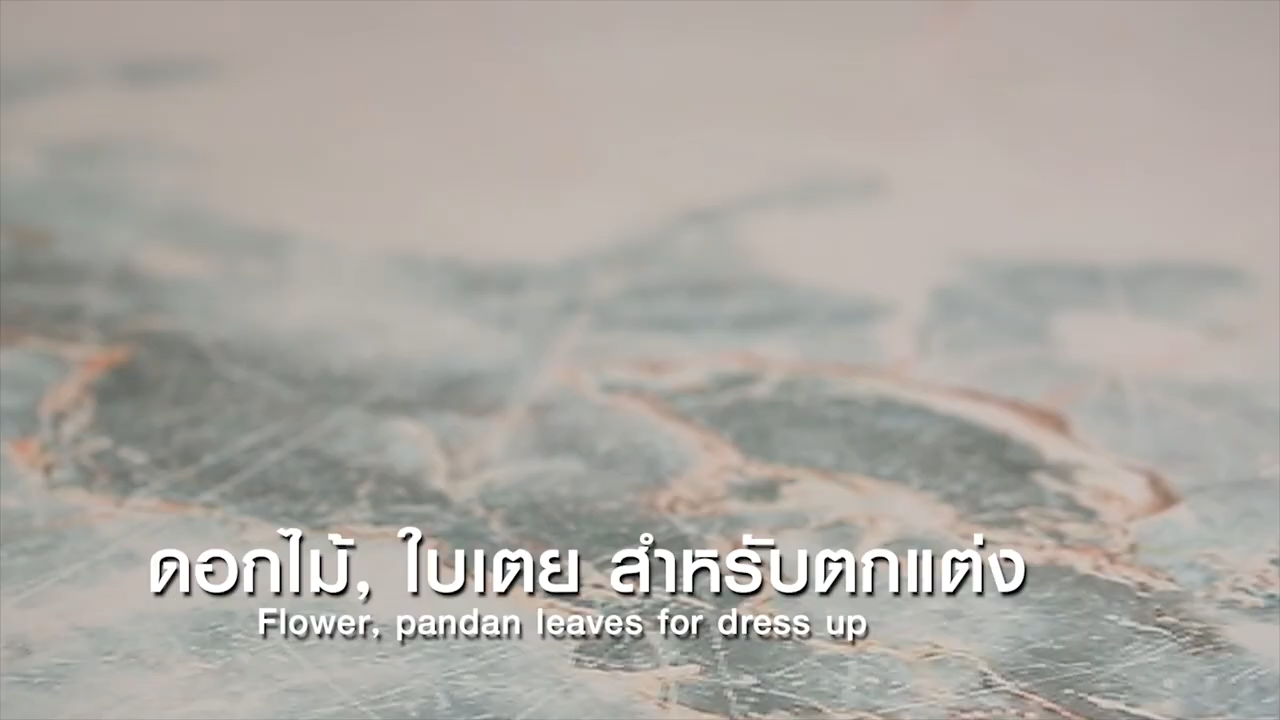 ดอกไม้, ใบเตย สำหรับตกแต่ง
Flower, pandan leaves for dress up